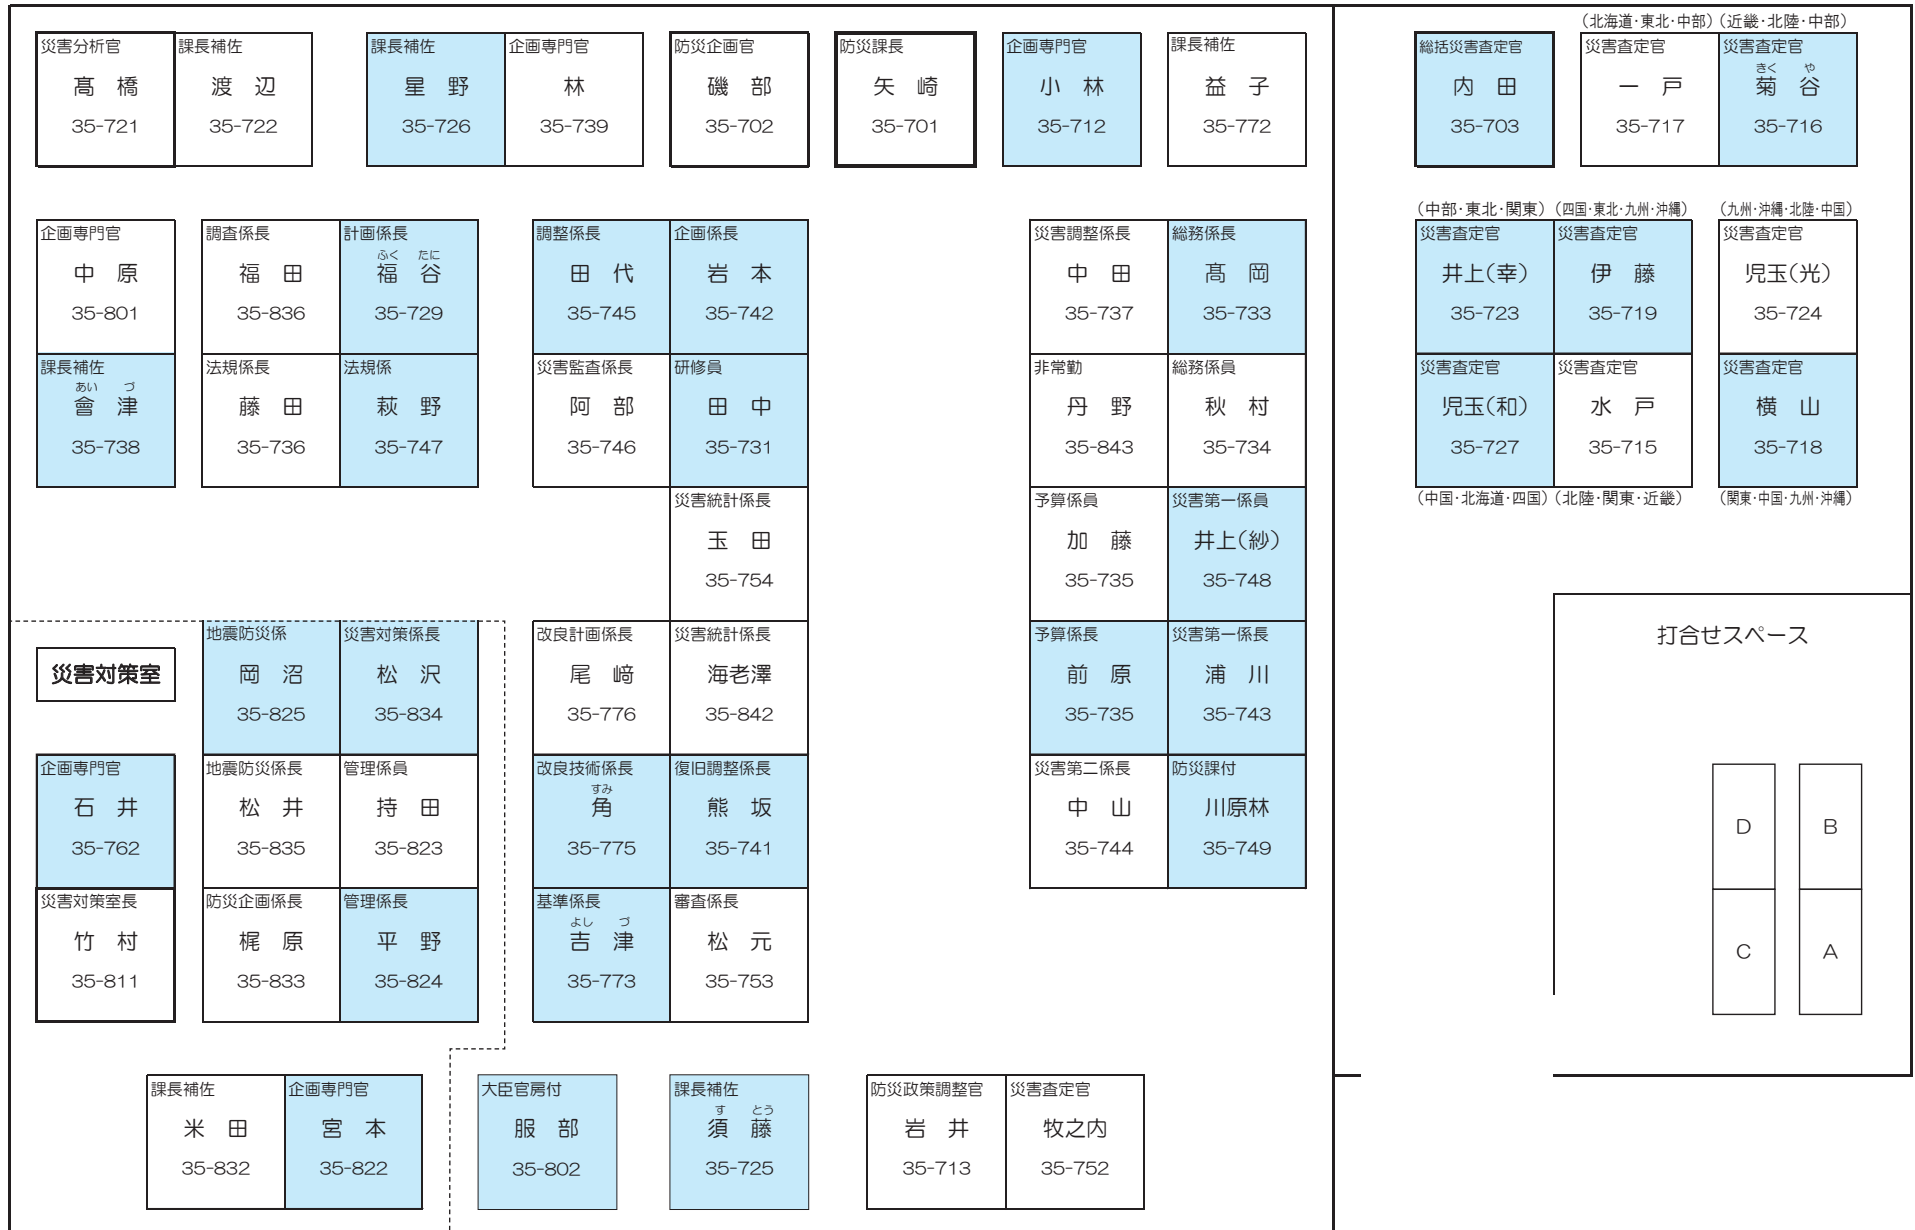 (北海道・東北・中部) (近畿・北陸・中部)
災害分析官 課長補佐 課長補佐 企画専門官 防災企画官 防災課長 企画専門官 課長補佐 総括災害査定官 災害査定官 災害査定官
きく や
髙 橋 渡 辺 星 野 林 磯 部 矢 崎 小 林 益 子 内 田 一 戸 菊 谷
35-721 35-722 35-726 35-739 35-702 35-701 35-712 35-772 35-703 35-717 35-716
(中部・東北・関東) (四国・東北・九州・沖縄) (九州・沖縄・北陸・中国)
企画専門官 調査係長 計画係長 調整係長 企画係長 災害調整係長 総務係長 災害査定官 災害査定官 災害査定官
ふく たに
中 原 福 田 福 谷 田 代 岩 本 中 田 髙 岡 井上(幸) 伊 藤 児玉(光)
35-801 35-836 35-729 35-745 35-742 35-737 35-733 35-723 35-719 35-724
課長補佐 法規係長 法規係 災害監査係長 研修員 非常勤 総務係員 災害査定官 災害査定官 災害査定官
あい づ
會 津 藤 田 萩 野 阿 部 田 中 丹 野 秋 村 児玉(和) 水 戸 横 山
35-738 35-736 35-747 35-746 35-731 35-843 35-734 35-727 35-715 35-718
災害統計係長 予算係員 災害第一係員 (中国・北海道・四国) (北陸・関東・近畿) (関東・中国・九州・沖縄)
玉 田 加 藤 井上(紗)
35-754 35-735 35-748
地震防災係 災害対策係長 改良計画係長 災害統計係長 予算係長 災害第一係長 打合せスペース
災害対策室 岡 沼 松 沢 尾 﨑 海老澤 前 原 浦 川
35-825 35-834 35-776 35-842 35-735 35-743
企画専門官 地震防災係長 管理係員 改良技術係長 復旧調整係長 災害第二係長 防災課付
すみ
石 井 松 井 持 田 角 熊 坂 中 山 川原林
D B
35-762 35-835 35-823 35-775 35-741 35-744 35-749
災害対策室長 防災企画係長 管理係長 基準係長 審査係長
よし づ
竹 村 梶 原 平 野 吉 津 松 元
C A
35-811 35-833 35-824 35-773 35-753
課長補佐 企画専門官 大臣官房付 課長補佐 防災政策調整官 災害査定官
す とう
米 田 宮 本 服 部 須 藤 岩 井 牧之内
35-832 35-822 35-802 35-725 35-713 35-752